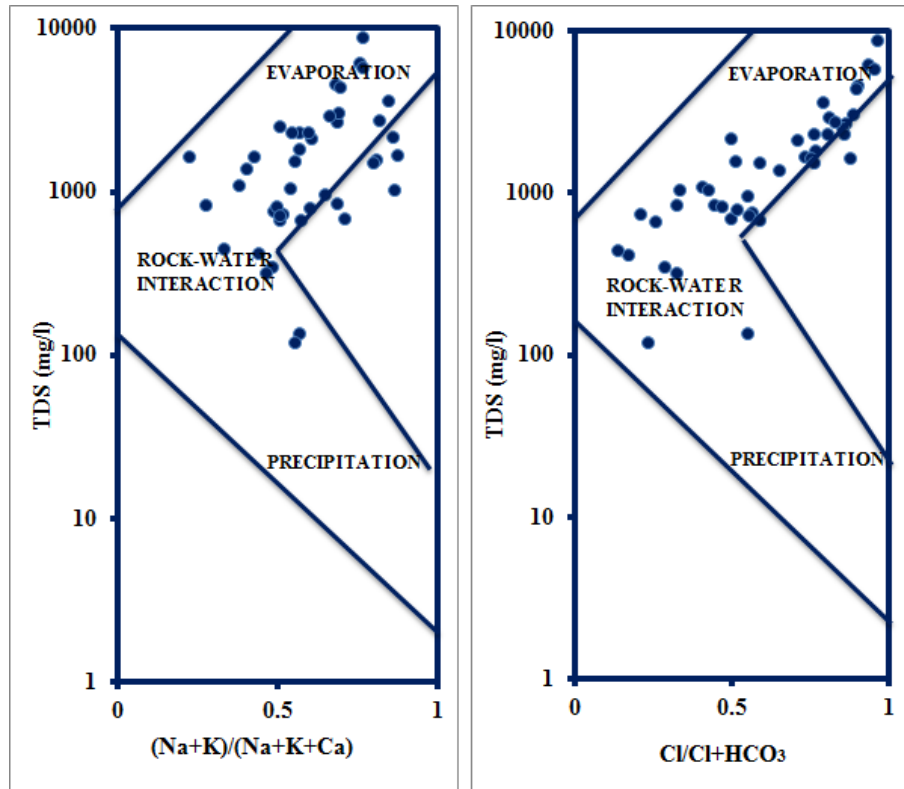 10000
EVAPORATION
1000
ROCK-WATER
INTERACTION
100
PRECIPITATION
10
1
0
0.5
1
TDS (mg/l)
(Na+K)/(Na+K+Ca)
10000
EVAPORATION
1000
ROCK-WATER
INTERACTION
100
PRECIPITATION
10
1
0
0.5
1
TDS (mg/l)
Cl/Cl+HCO3